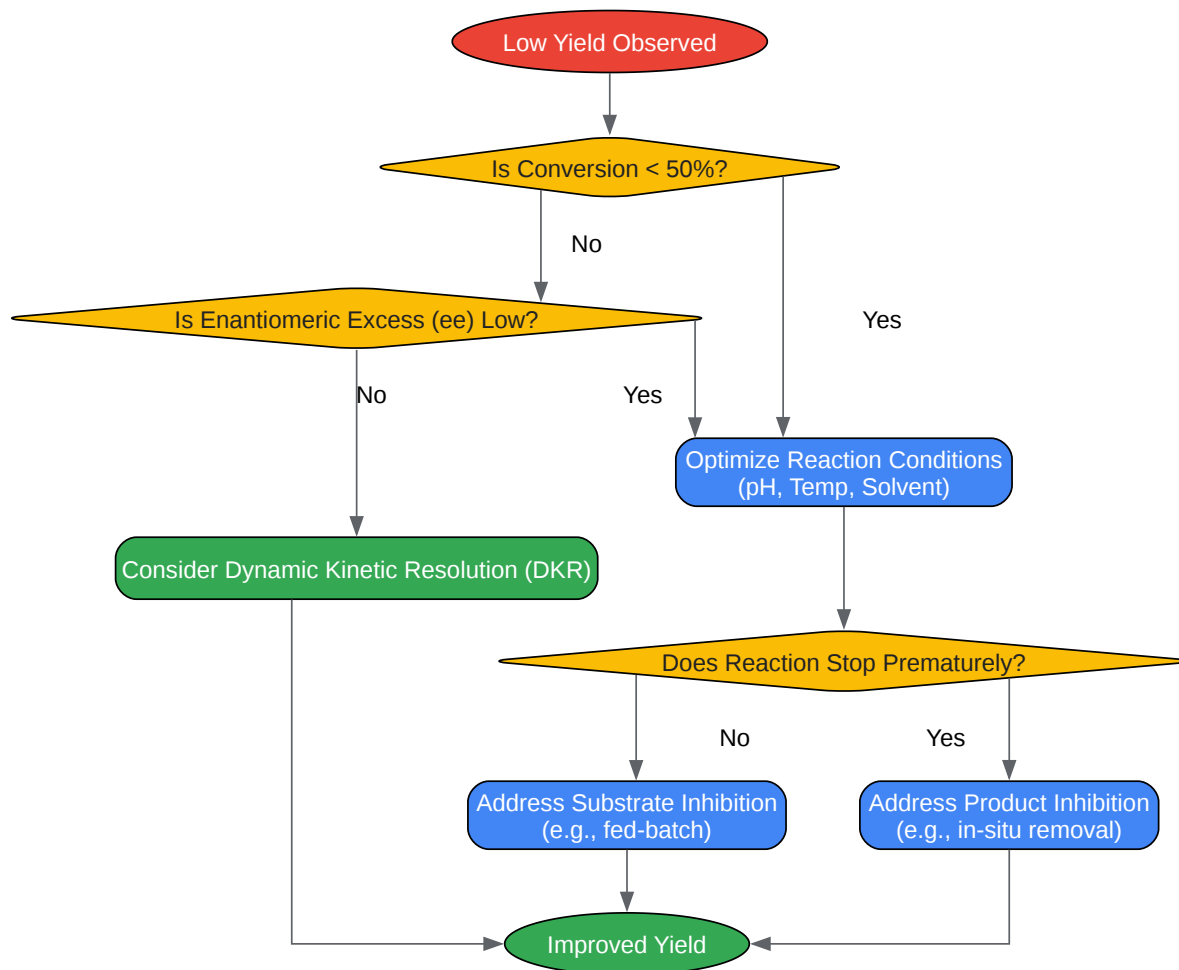 Low Yield Observed
Is Conversion < 50%?
No
Is Enantiomeric Excess (ee) Low?
Yes
No
Yes
Optimize Reaction Conditions
(pH, Temp, Solvent)
Consider Dynamic Kinetic Resolution (DKR)
Does Reaction Stop Prematurely?
No
Yes
Address Substrate Inhibition
(e.g., fed-batch)
Address Product Inhibition
(e.g., in-situ removal)
Improved Yield